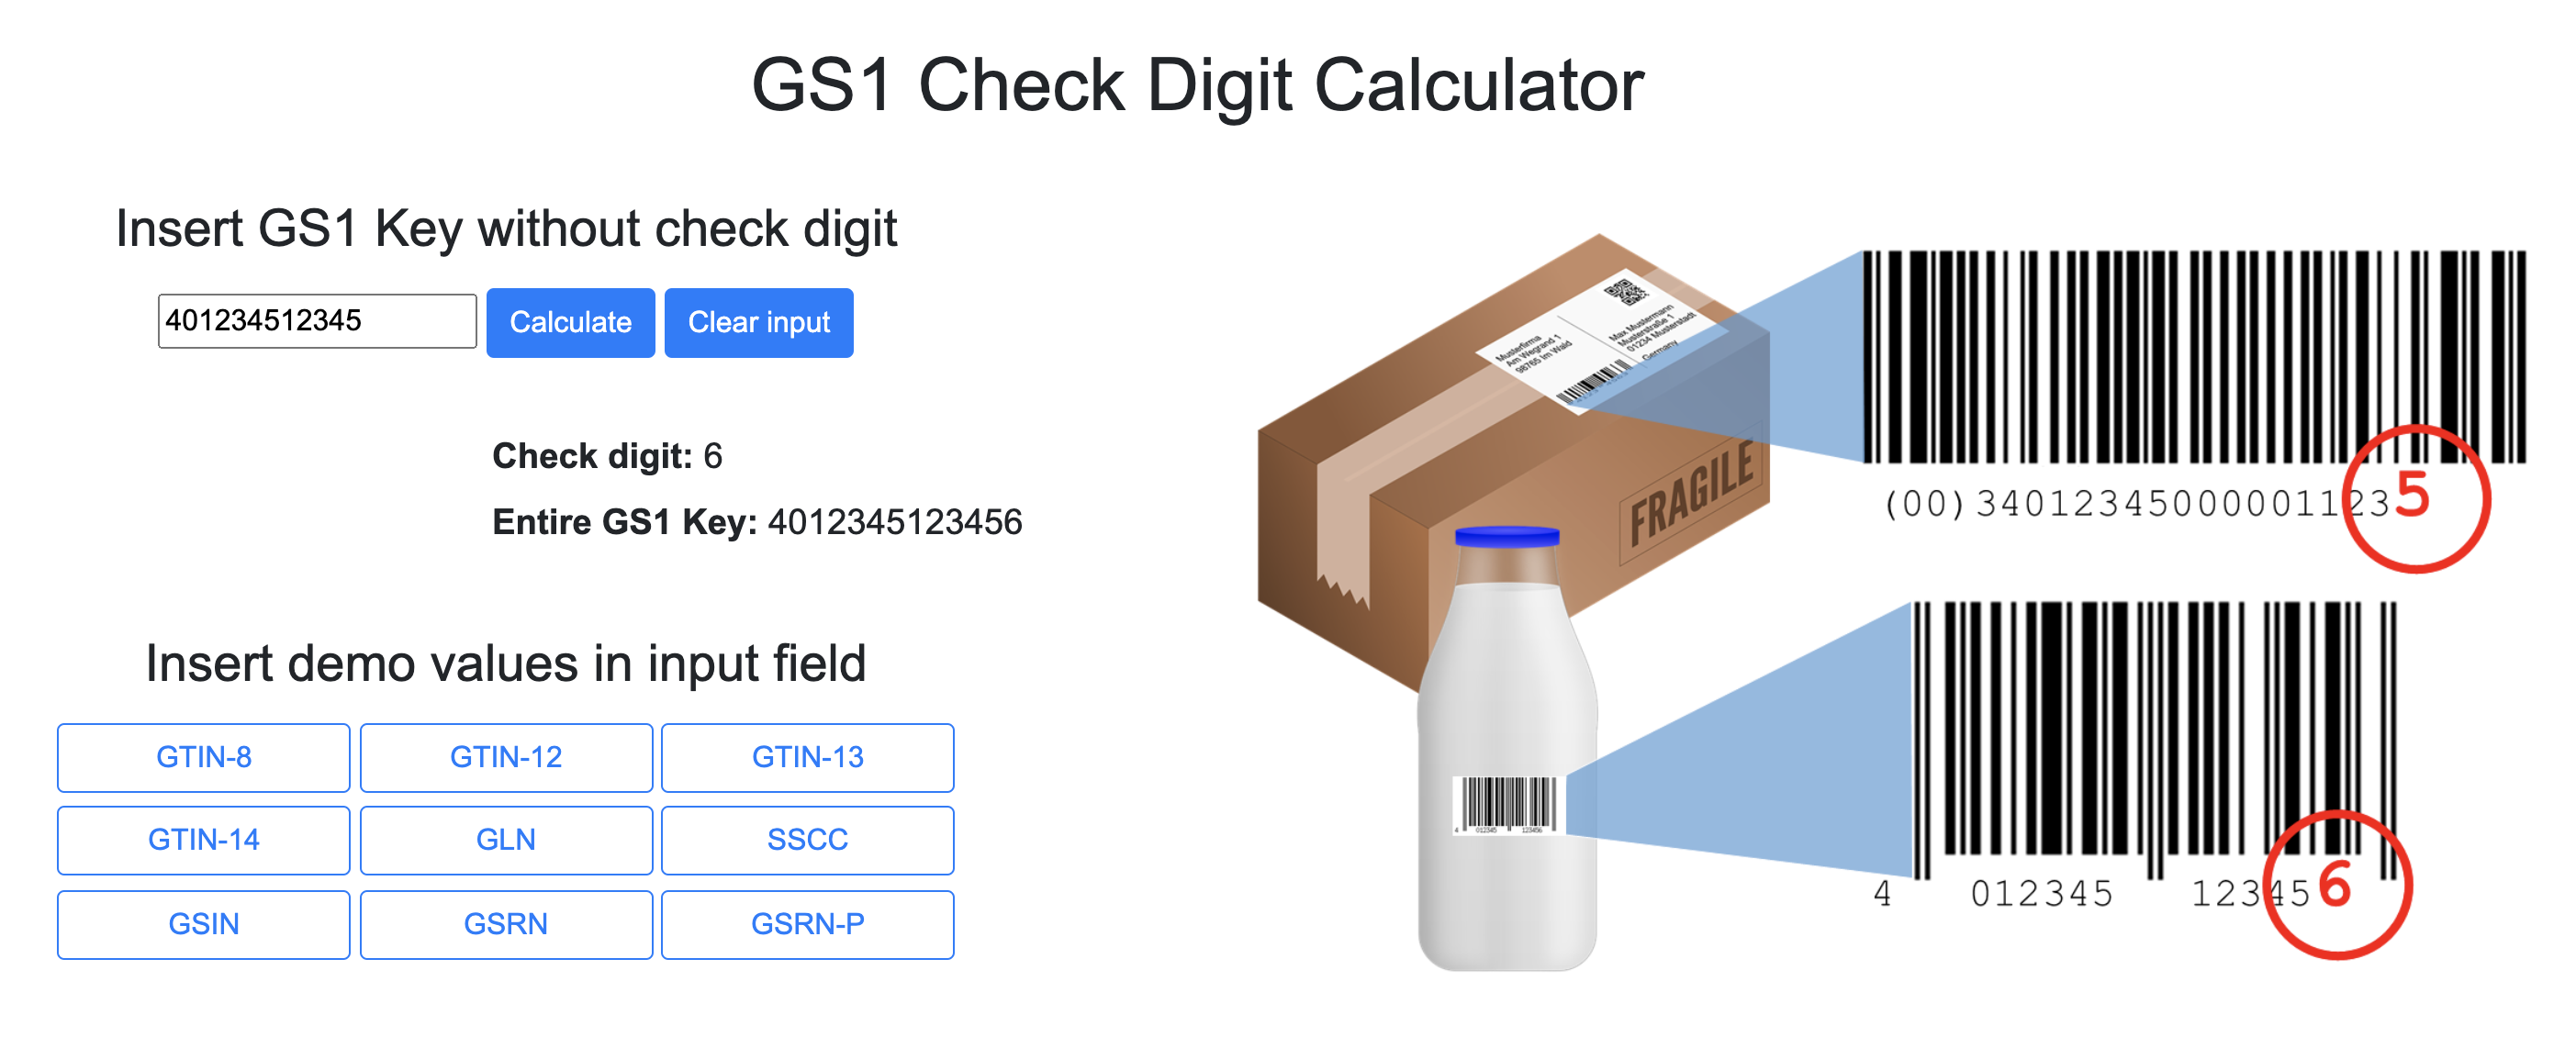 GS1 Check Digit Calculator
Insert GS1 Key without check digit
401234512345
Calculate
Clear input
Check digit: 6
Entire GS1 Key: 4012345123456
Insert demo values in input field
GTIN-8
GTIN-12
GTIN-13
GTIN-14
GLN
SSCC
GSIN
GSRN
GSRN-P
Musterfirma
Am Wegrand 1
98765 Im Wald
Max Mustermann
Musterstraße 1
01234 Musterstadt
Germany
FRAGILE
(00)340123450000011235
4 012345 123456
4 012345 123456